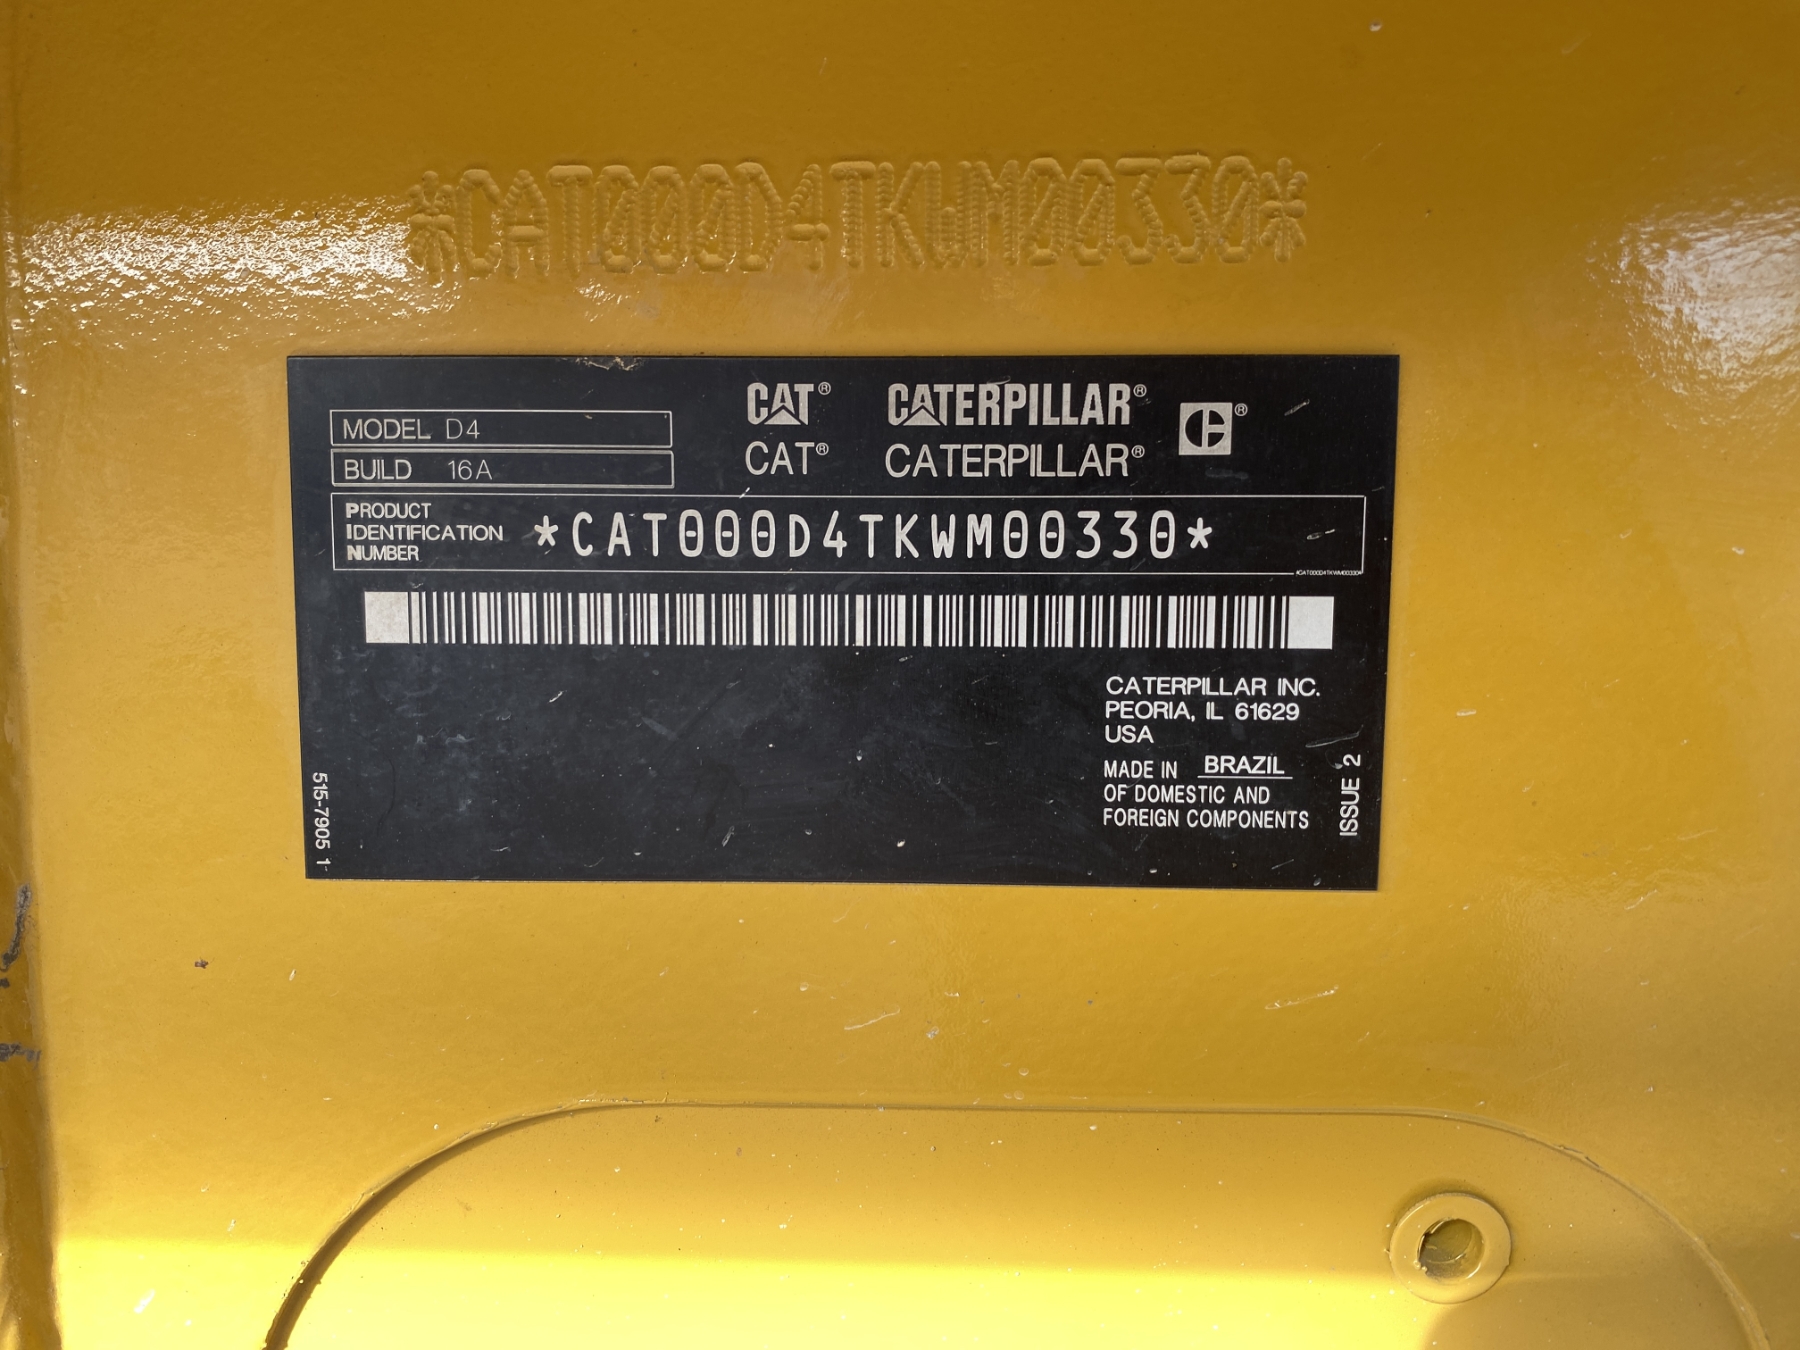 *CAT000D4TKWM00330*
CAT® CATERPILLAR® ®
CAT® CATERPILLAR®
MODEL D4
BUILD 16A
PRODUCT
IDENTIFICATION
NUMBER
*CAT000D4TKWM00330*
*CAT000D4TKWM00330*
CATERPILLAR INC.
PEORIA, IL 61629
USA
MADE IN BRAZIL
OF DOMESTIC AND
FOREIGN COMPONENTS
ISSUE 2
515-7905 1